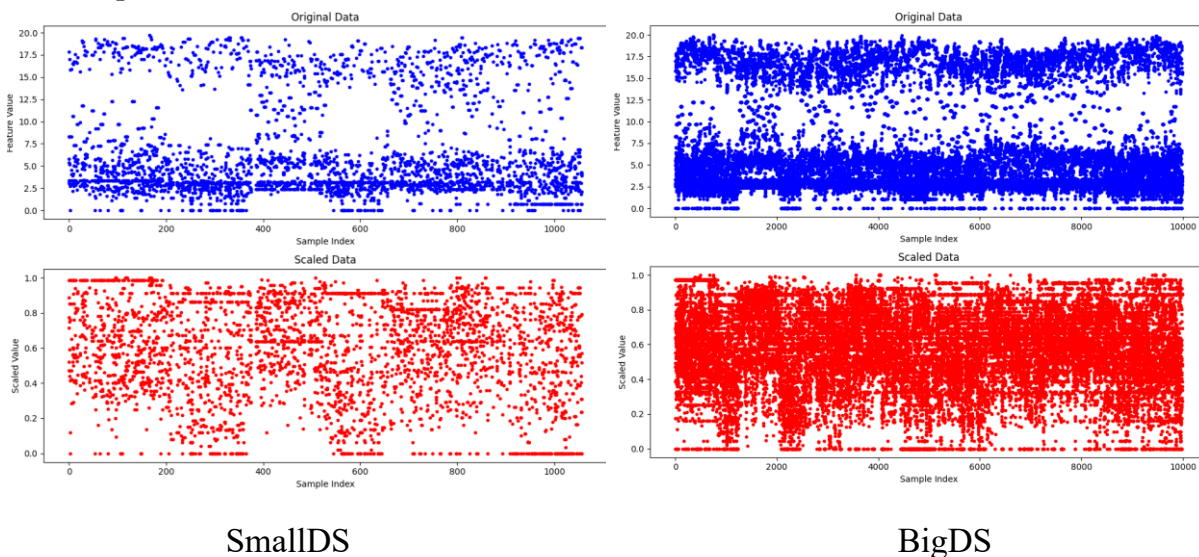 Original Data
Feature Value
20.0
17.5
15.0
12.5
10.0
7.5
5.0
2.5
0.0
0 200 400 600 800 1000
Sample Index
Original Data
Feature Value
20.0
17.5
15.0
12.5
10.0
7.5
5.0
2.5
0.0
0 2000 4000 6000 8000 10000
Sample Index
Scaled Data
Scaled Value
1.0
0.8
0.6
0.4
0.2
0.0
0 200 400 600 800 1000
Sample Index
Scaled Data
Scaled Value
1.0
0.8
0.6
0.4
0.2
0.0
0 2000 4000 6000 8000 10000
Sample Index
SmallDS
BigDS